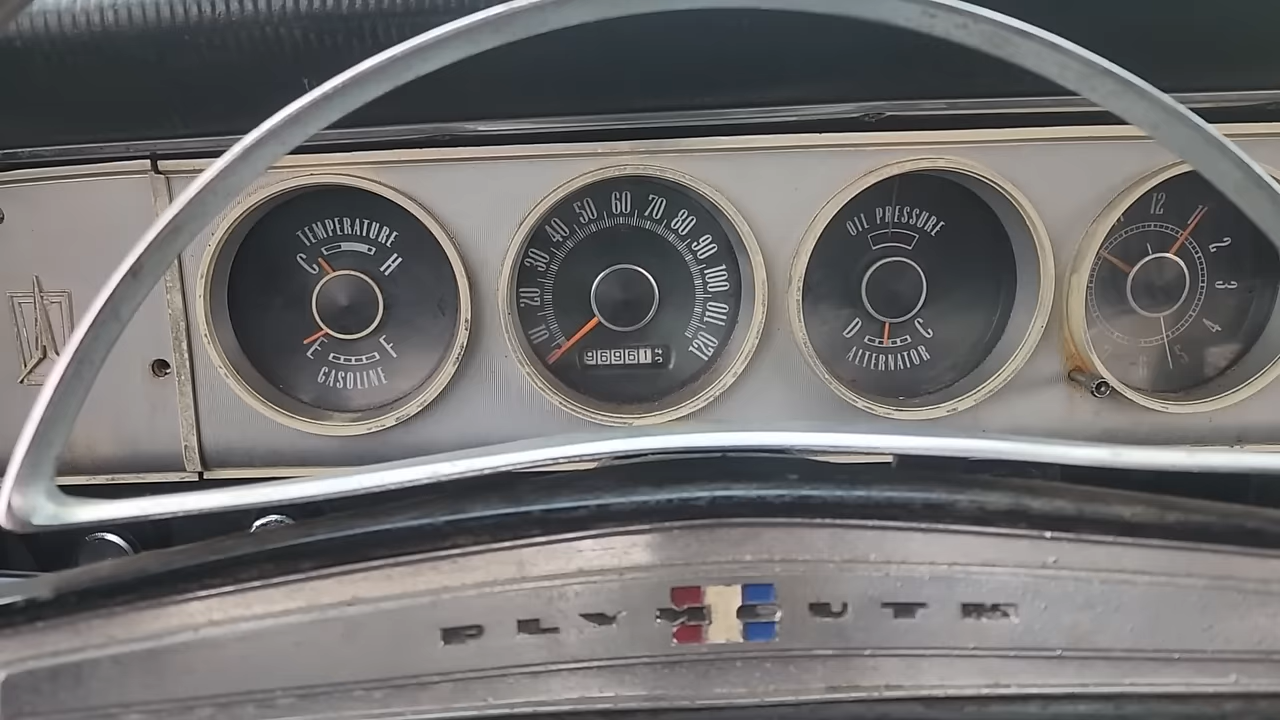 TEMPERATURE
C H
E F
GASOLINE
10 20 30 40 50 60 70 80 90 100 110 120
96961
OIL PRESSURE
D C
ALTERNATOR
12 1 2 3 4 5 6
PLYMOUTH